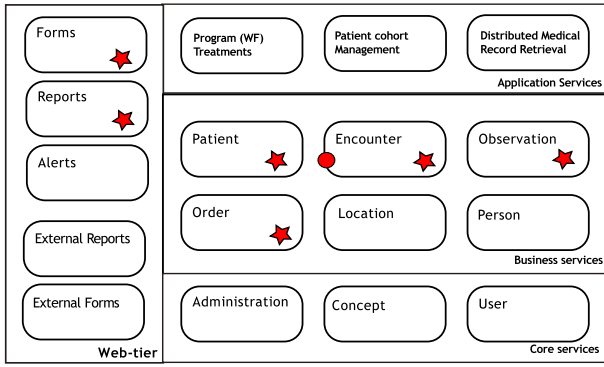 Forms
Reports
Alerts
External Reports
External Forms
Web-tier
Program (WF)
Treatments
Patient cohort
Management
Distributed Medical
Record Retrieval
Application Services
Patient
Encounter
Observation
Order
Location
Person
Business services
Administration
Concept
User
Core services